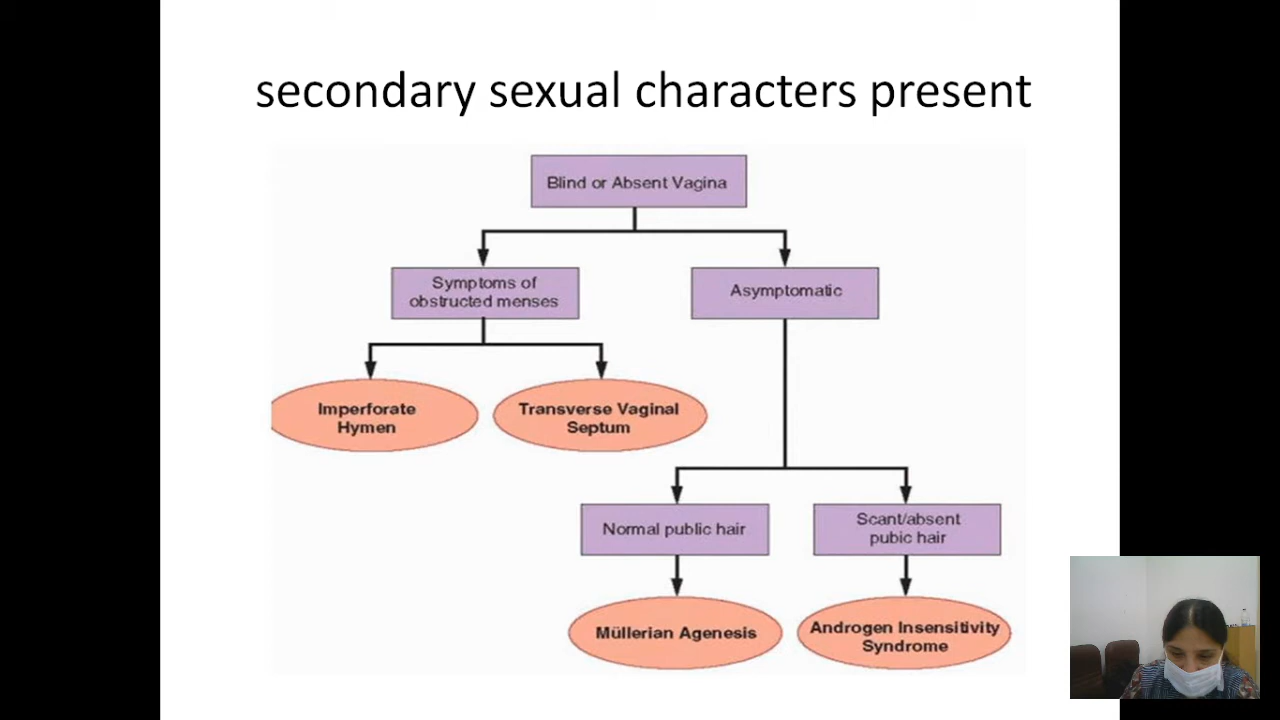 secondary sexual characters present
Blind or Absent Vagina
Symptoms of
obstructed menses
Asymptomatic
Imperforate
Hymen
Transverse Vaginal
Septum
Normal public hair
Scant/absent
pubic hair
Müllerian Agenesis
Androgen Insensitivity
Syndrome